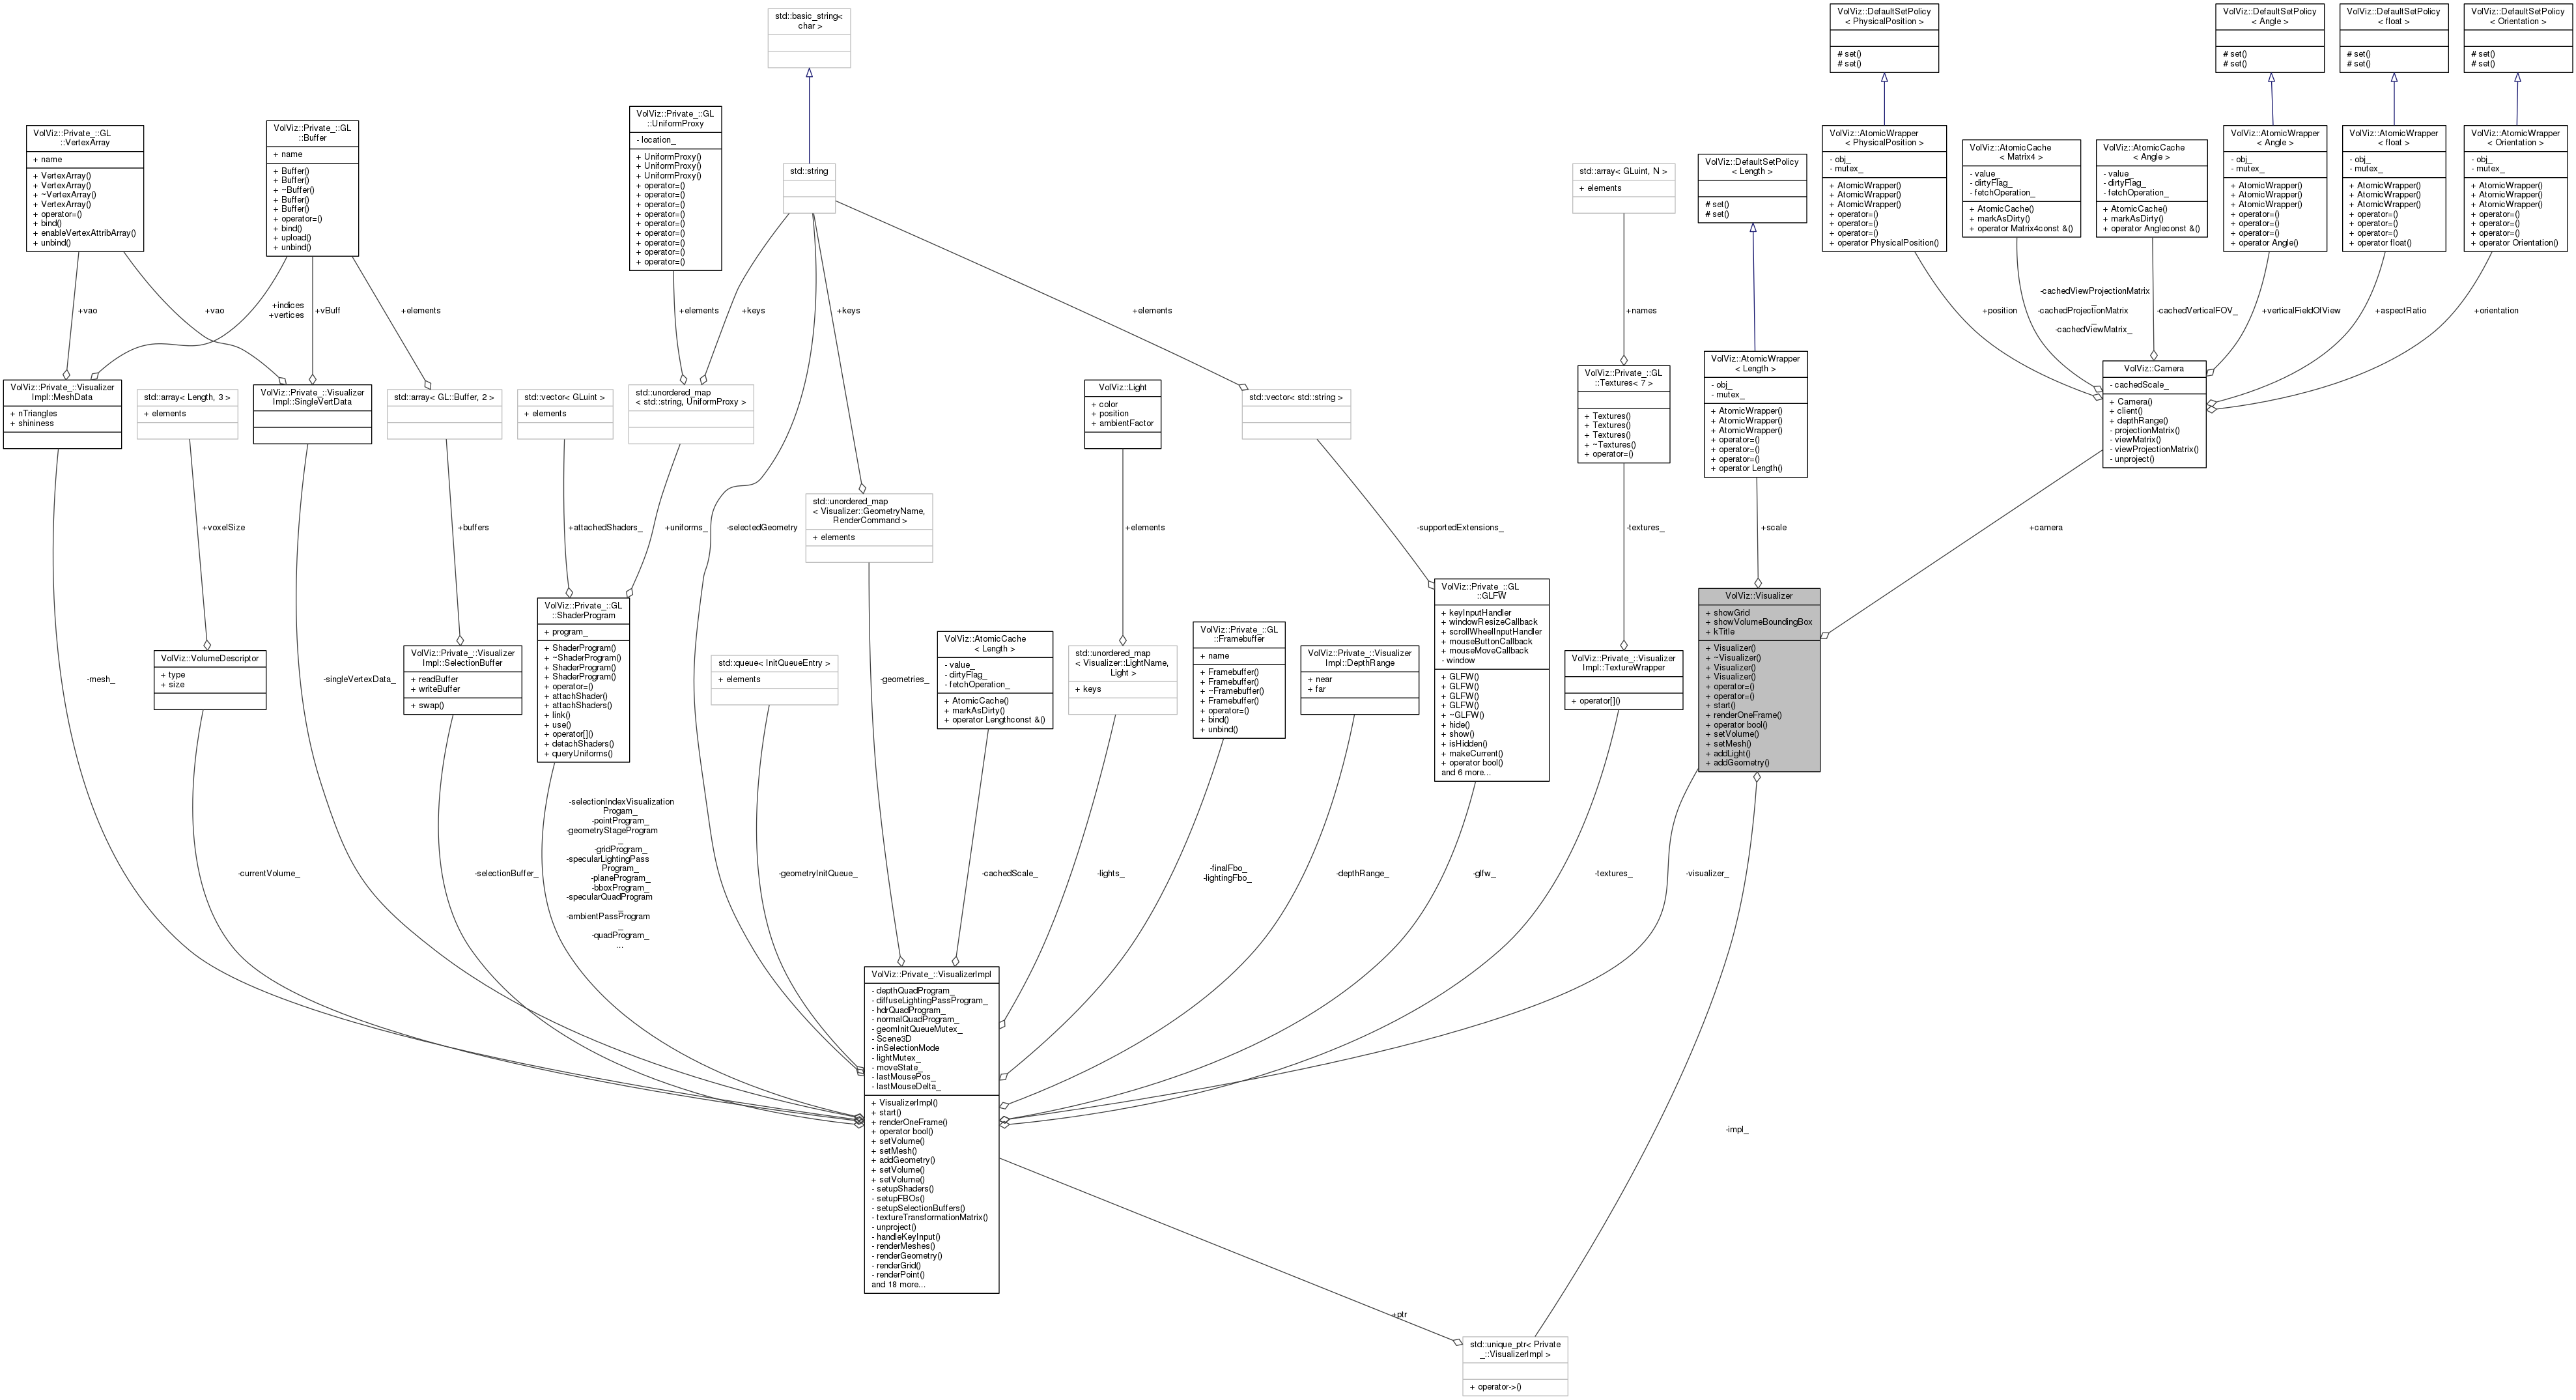 std::basic_string<
char >
VolViz::DefaultSetPolicy
< PhysicalPosition >
# set()
# set()
VolViz::DefaultSetPolicy
< Angle >
# set()
# set()
VolViz::DefaultSetPolicy
< float >
# set()
# set()
VolViz::DefaultSetPolicy
< Orientation >
# set()
# set()
VolViz::Private_::GL
::VertexArray
+ name
+ VertexArray()
+ VertexArray()
+ ~VertexArray()
+ VertexArray()
+ operator=()
+ bind()
+ enableVertexAttribArray()
+ unbind()
VolViz::Private_::GL
::Buffer
+ name
+ Buffer()
+ Buffer()
+ ~Buffer()
+ Buffer()
+ Buffer()
+ operator=()
+ bind()
+ upload()
+ unbind()
VolViz::Private_::GL
::UniformProxy
- location_
+ UniformProxy()
+ UniformProxy()
+ UniformProxy()
+ operator=()
+ operator=()
+ operator=()
+ operator=()
+ operator=()
+ operator=()
+ operator=()
+ operator=()
+ operator=()
std::string
std::array< GLuint, N >
+ elements
VolViz::DefaultSetPolicy
< Length >
# set()
# set()
VolViz::AtomicWrapper
< PhysicalPosition >
- obj_
- mutex_
+ AtomicWrapper()
+ AtomicWrapper()
+ AtomicWrapper()
+ operator=()
+ operator=()
+ operator=()
+ operator PhysicalPosition()
VolViz::AtomicCache
< Matrix4 >
- value_
- dirtyFlag_
- fetchOperation_
+ AtomicCache()
+ markAsDirty()
+ operator Matrix4const &()
VolViz::AtomicCache
< Angle >
- value_
- dirtyFlag_
- fetchOperation_
+ AtomicCache()
+ markAsDirty()
+ operator Angleconst &()
VolViz::AtomicWrapper
< Angle >
- obj_
- mutex_
+ AtomicWrapper()
+ AtomicWrapper()
+ AtomicWrapper()
+ operator=()
+ operator=()
+ operator=()
+ operator Angle()
VolViz::AtomicWrapper
< float >
- obj_
- mutex_
+ AtomicWrapper()
+ AtomicWrapper()
+ AtomicWrapper()
+ operator=()
+ operator=()
+ operator=()
+ operator float()
VolViz::AtomicWrapper
< Orientation >
- obj_
- mutex_
+ AtomicWrapper()
+ AtomicWrapper()
+ AtomicWrapper()
+ operator=()
+ operator=()
+ operator=()
+ operator Orientation()
+vao
+vao
+indices
+vertices
+vBuff
+elements
+elements
+keys
+keys
+elements
+names
+position
-cachedViewProjectionMatrix
_
-cachedProjectionMatrix
_
-cachedViewMatrix_
-cachedVerticalFOV_
+verticalFieldOfView
+aspectRatio
+orientation
VolViz::Private_::Visualizer
Impl::MeshData
+ nTriangles
+ shininess
std::array< Length, 3 >
+ elements
VolViz::Private_::Visualizer
Impl::SingleVertData
std::array< GL::Buffer, 2 >
std::vector< GLuint >
+ elements
std::unordered_map
< std::string, UniformProxy >
VolViz::Light
+ color
+ position
+ ambientFactor
std::vector< std::string >
VolViz::Private_::GL
::Textures< 7 >
+ Textures()
+ Textures()
+ Textures()
+ ~Textures()
+ operator=()
VolViz::AtomicWrapper
< Length >
- obj_
- mutex_
+ AtomicWrapper()
+ AtomicWrapper()
+ AtomicWrapper()
+ operator=()
+ operator=()
+ operator=()
+ operator Length()
VolViz::Camera
- cachedScale_
+ Camera()
+ client()
+ depthRange()
- projectionMatrix()
- viewMatrix()
- viewProjectionMatrix()
- unproject()
+voxelSize
+buffers
+attachedShaders_
+uniforms_
-selectedGeometry
std::unordered_map
< Visualizer::GeometryName,
RenderCommand >
+ elements
+elements
-supportedExtensions_
-textures_
+scale
+camera
VolViz::VolumeDescriptor
+ type
+ size
VolViz::Private_::Visualizer
Impl::SelectionBuffer
+ readBuffer
+ writeBuffer
+ swap()
VolViz::Private_::GL
::ShaderProgram
+ program_
+ ShaderProgram()
+ ~ShaderProgram()
+ ShaderProgram()
+ ShaderProgram()
+ operator=()
+ attachShader()
+ attachShaders()
+ link()
+ use()
+ operator[]()
+ detachShaders()
+ queryUniforms()
std::queue< InitQueueEntry >
+ elements
VolViz::AtomicCache
< Length >
- value_
- dirtyFlag_
- fetchOperation_
+ AtomicCache()
+ markAsDirty()
+ operator Lengthconst &()
std::unordered_map
< Visualizer::LightName,
Light >
+ keys
VolViz::Private_::GL
::Framebuffer
+ name
+ Framebuffer()
+ Framebuffer()
+ ~Framebuffer()
+ Framebuffer()
+ operator=()
+ bind()
+ unbind()
VolViz::Private_::Visualizer
Impl::DepthRange
+ near
+ far
VolViz::Private_::GL
::GLFW
+ keyInputHandler
+ windowResizeCallback
+ scrollWheelInputHandler
+ mouseButtonCallback
+ mouseMoveCallback
- window
+ GLFW()
+ GLFW()
+ GLFW()
+ GLFW()
+ ~GLFW()
+ hide()
+ show()
+ isHidden()
+ makeCurrent()
+ operator bool()
and 6 more...
VolViz::Private_::Visualizer
Impl::TextureWrapper
+ operator[]()
VolViz::Visualizer
+ showGrid
+ showVolumeBoundingBox
+ kTitle
+ Visualizer()
+ ~Visualizer()
+ Visualizer()
+ Visualizer()
+ operator=()
+ operator=()
+ start()
+ renderOneFrame()
+ operator bool()
+ setVolume()
+ setMesh()
+ addLight()
+ addGeometry()
-mesh_
-singleVertexData_
-geometries_
-currentVolume_
-selectionBuffer_
-selectionIndexVisualization
Progam_
-pointProgram_
-geometryStageProgram
_
-gridProgram_
-specularLightingPass
Program_
-planeProgram_
-bboxProgram_
-specularQuadProgram
_
-ambientPassProgram
_
-quadProgram_
...
-geometryInitQueue_
-cachedScale_
-lights_
-finalFbo_
-lightingFbo_
-depthRange_
-glfw_
-textures_
-visualizer_
VolViz::Private_::VisualizerImpl
- depthQuadProgram_
- diffuseLightingPassProgram_
- hdrQuadProgram_
- normalQuadProgram_
- geomInitQueueMutex_
- Scene3D
- inSelectionMode
- lightMutex_
- moveState_
- lastMousePos_
- lastMouseDelta_
+ VisualizerImpl()
+ start()
+ renderOneFrame()
+ operator bool()
+ setVolume()
+ setMesh()
+ addGeometry()
+ setVolume()
+ setVolume()
- setupShaders()
- setupFBOs()
- setupSelectionBuffers()
- textureTransformationMatrix()
- unproject()
- handleKeyInput()
- renderMeshes()
- renderGeometry()
- renderGrid()
- renderPoint()
and 18 more...
-impl_
+ptr
std::unique_ptr< Private
_::VisualizerImpl >
+ operator->()